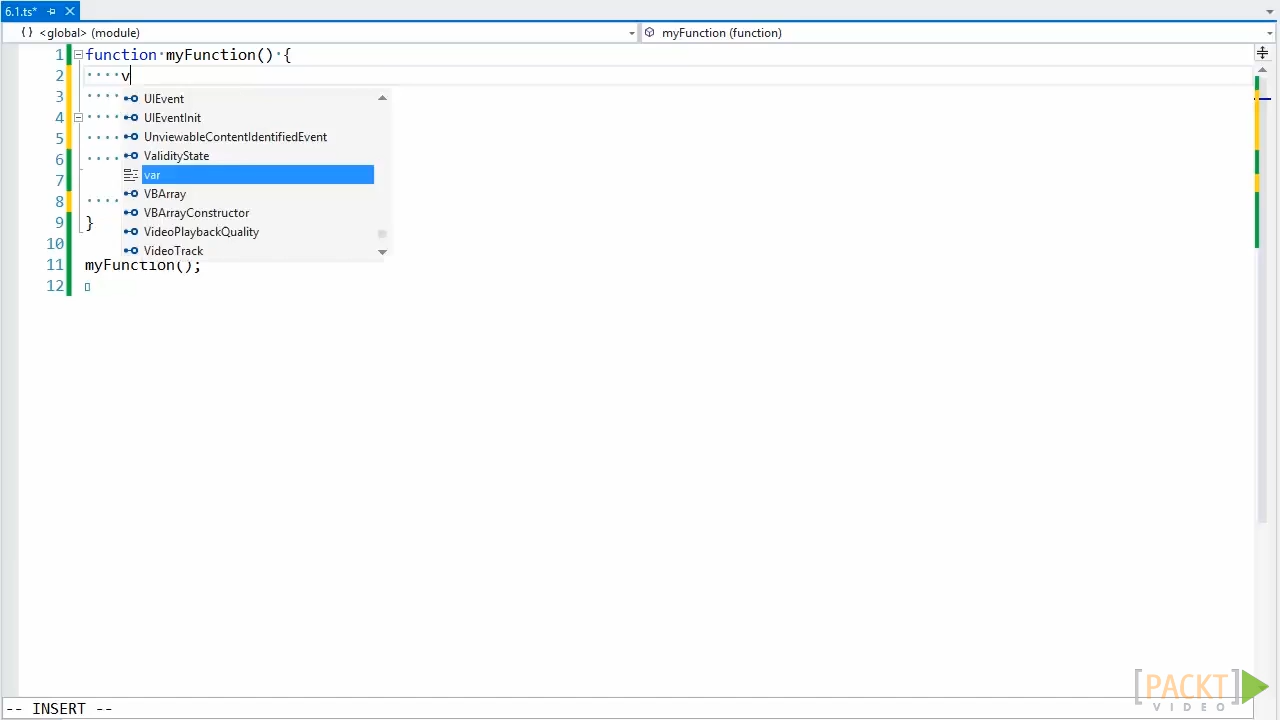 6.1.ts*
{ } <global> (module)
myFunction (function)
1 function myFunction() {
2 v
3
4
5
6
7
8
9 }
10
11 myFunction();
12
UIEvent
UIEventInit
UnviewableContentIdentifiedEvent
ValidityState
var
VBArray
VBArrayConstructor
VideoPlaybackQuality
VideoTrack
-- INSERT --
[PACKT]
VIDEO